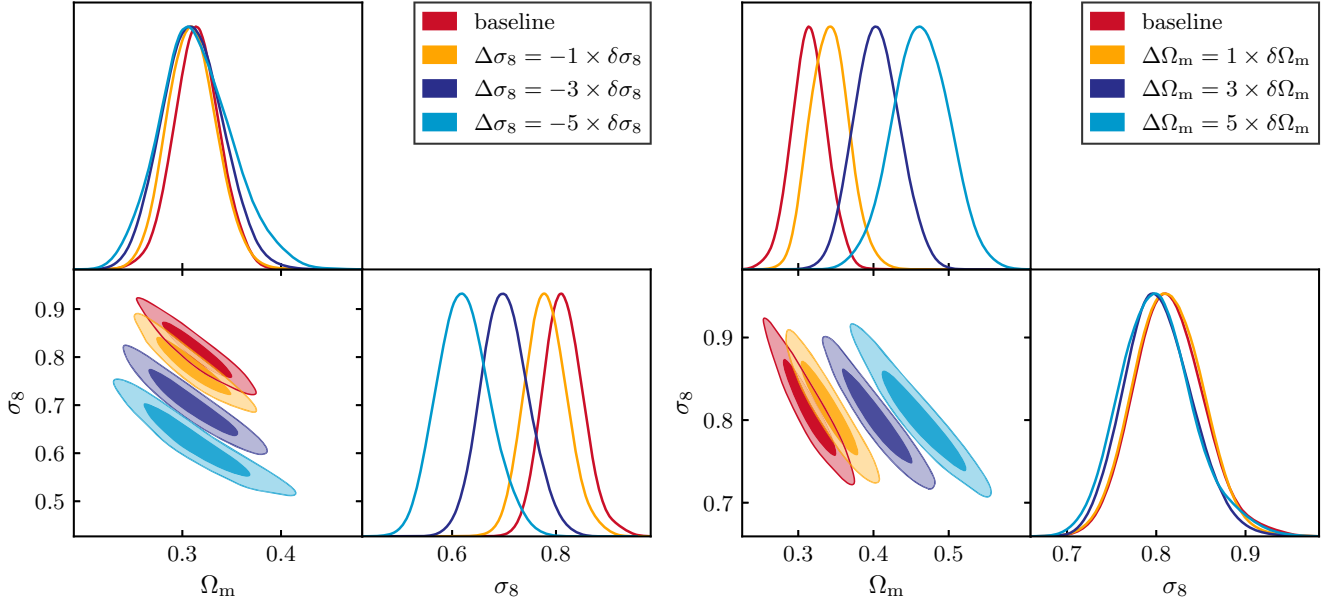 baseline
Δσ₈ = −1 × δσ₈
Δσ₈ = −3 × δσ₈
Δσ₈ = −5 × δσ₈
0.9
0.8
0.7
0.6
0.5
σ₈
0.3 0.4
Ωₘ
0.6 0.8
σ₈
baseline
ΔΩₘ = 1 × δΩₘ
ΔΩₘ = 3 × δΩₘ
ΔΩₘ = 5 × δΩₘ
0.9
0.8
0.7
σ₈
0.3 0.4 0.5
Ωₘ
0.7 0.8 0.9
σ₈